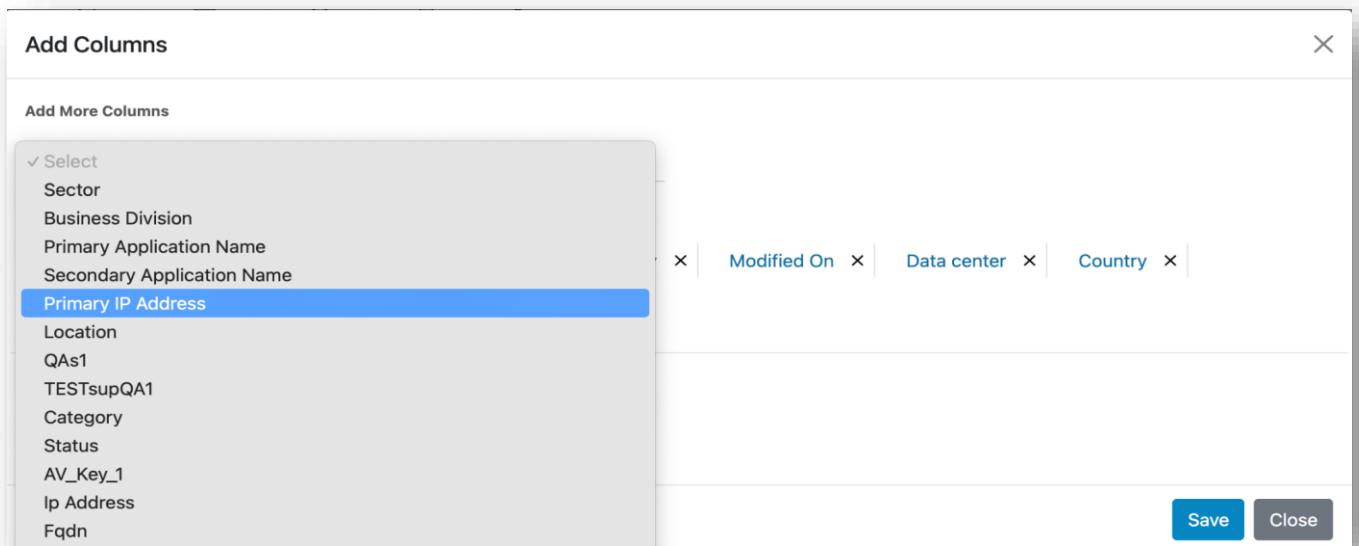 Add Columns
Add More Columns
✓ Select
Sector
Business Division
Primary Application Name
Secondary Application Name
Primary IP Address
Location
QAs1
TESTsupQA1
Category
Status
AV_Key_1
Ip Address
Fqdn
Modified On × Data center × Country ×
Save Close